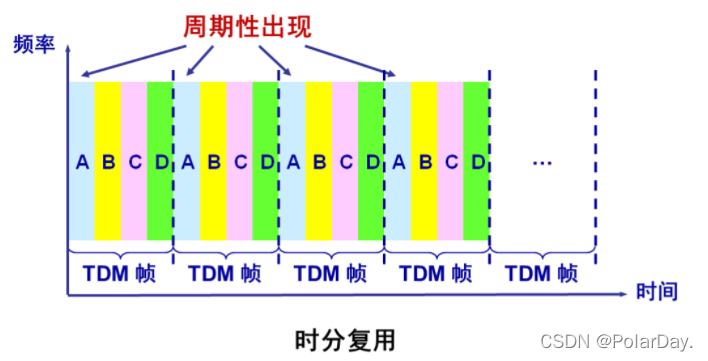 周期性出现
频率
A B C D A B C D A B C D A B C D ...
TDM 帧 TDM 帧 TDM 帧 TDM 帧 TDM 帧
时间
时分复用
CSDN @PolarDay.